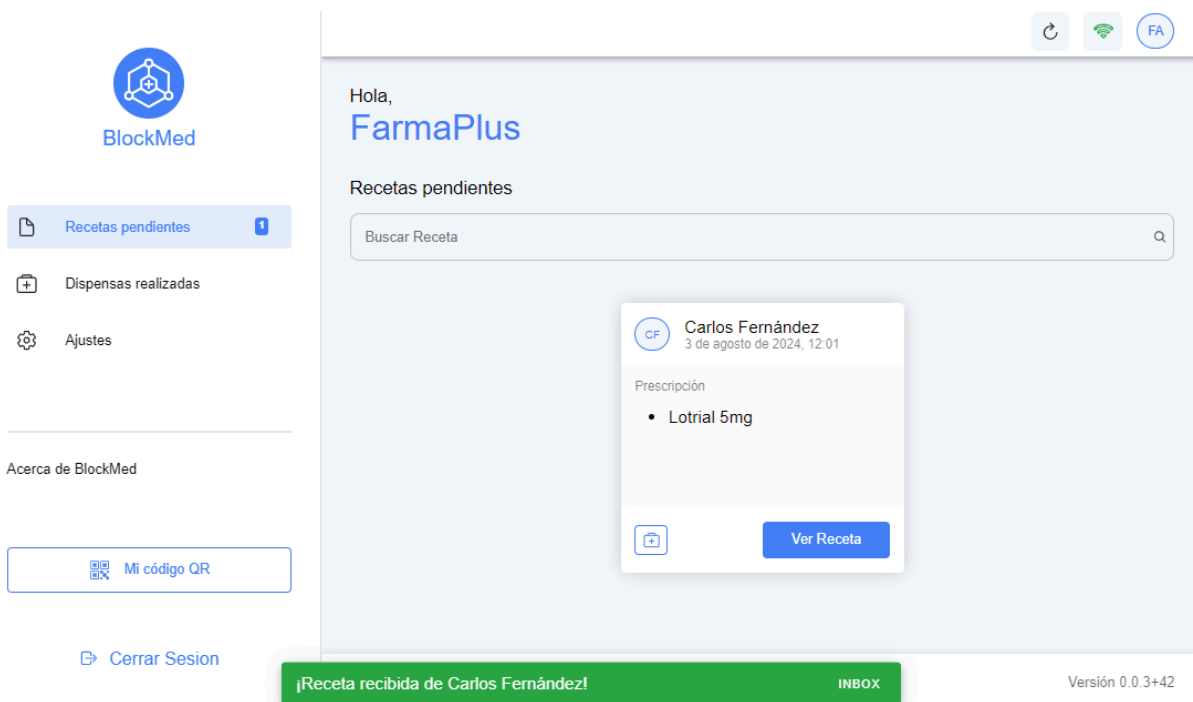 BlockMed
Recetas pendientes
1
Dispensas realizadas
Ajustes
Acerca de BlockMed
Mi código QR
Cerrar Sesion
FA
Hola,
FarmaPlus
Recetas pendientes
Buscar Receta
CF
Carlos Fernández
3 de agosto de 2024, 12:01
Prescripción
• Lotrial 5mg
Ver Receta
¡Receta recibida de Carlos Fernández!
INBOX
Versión 0.0.3+42